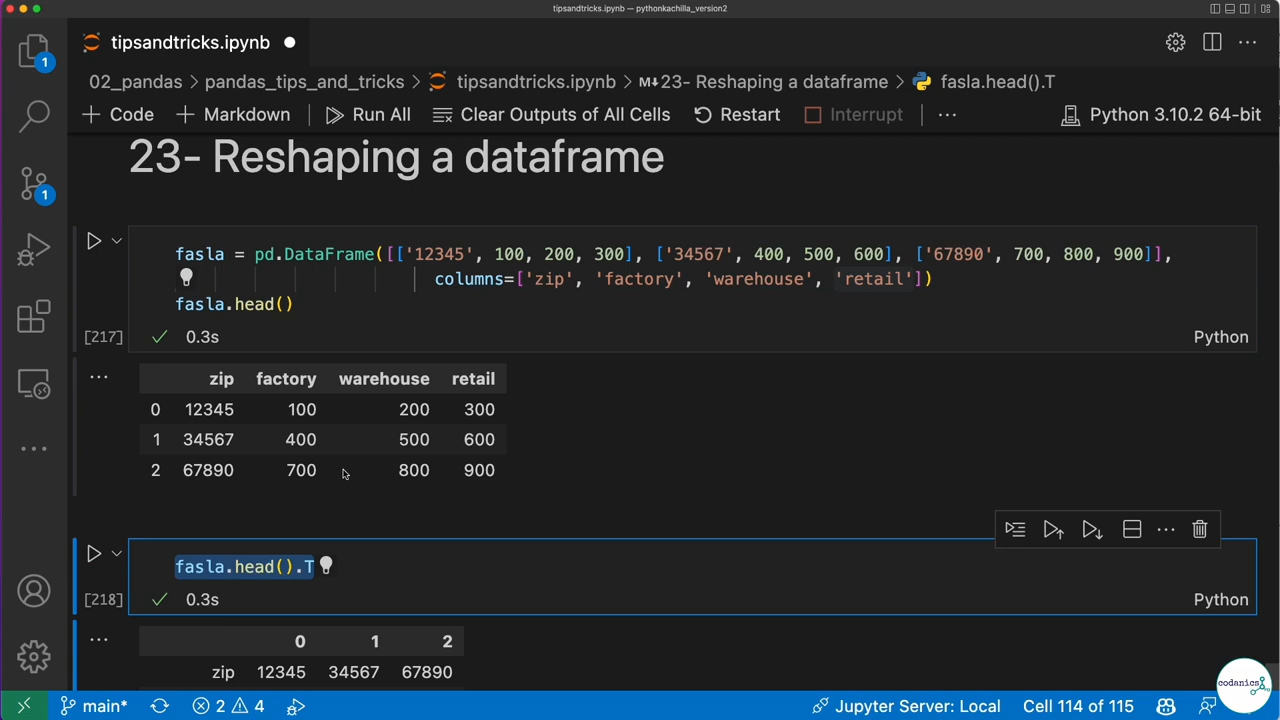 tipsandtricks.ipynb — pythonkachilla_version2
tipsandtricks.ipynb
02_pandas > pandas_tips_and_tricks > tipsandtricks.ipynb > M↓23- Reshaping a dataframe > fasla.head().T
+ Code + Markdown Run All Clear Outputs of All Cells Restart Interrupt ... Python 3.10.2 64-bit
23- Reshaping a dataframe
fasla = pd.DataFrame([['12345', 100, 200, 300], ['34567', 400, 500, 600], ['67890', 700, 800, 900]],
columns=['zip', 'factory', 'warehouse', 'retail'])
fasla.head()
[217] ✓ 0.3s Python
zip factory warehouse retail
0 12345 100 200 300
1 34567 400 500 600
2 67890 700 800 900
fasla.head().T
[218] ✓ 0.3s Python
0 1 2
zip 12345 34567 67890
1
1
main* 2 4 Jupyter Server: Local Cell 114 of 115
codanics